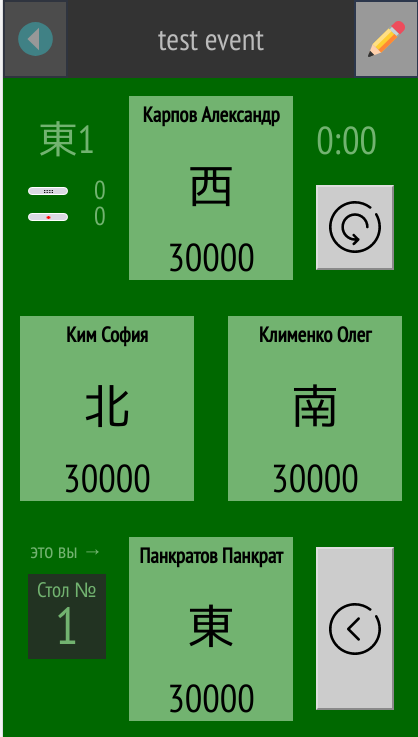 test event
東1
0
0
Карпов Александр
西
30000
0:00
Ким София
北
30000
Клименко Олег
南
30000
это вы →
Стол №
1
Панкратов Панкрат
東
30000